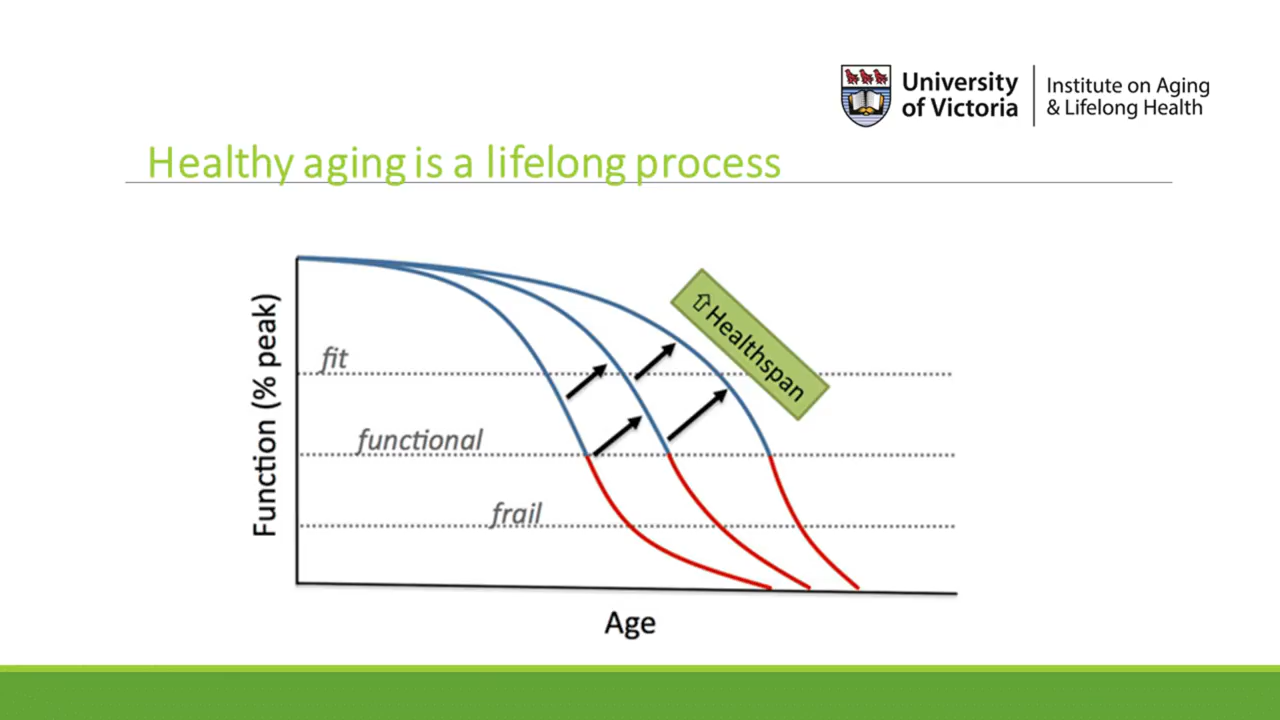 University
of Victoria
Institute on Aging
& Lifelong Health
Healthy aging is a lifelong process
Function (% peak)
fit
functional
frail
⇧Healthspan
Age